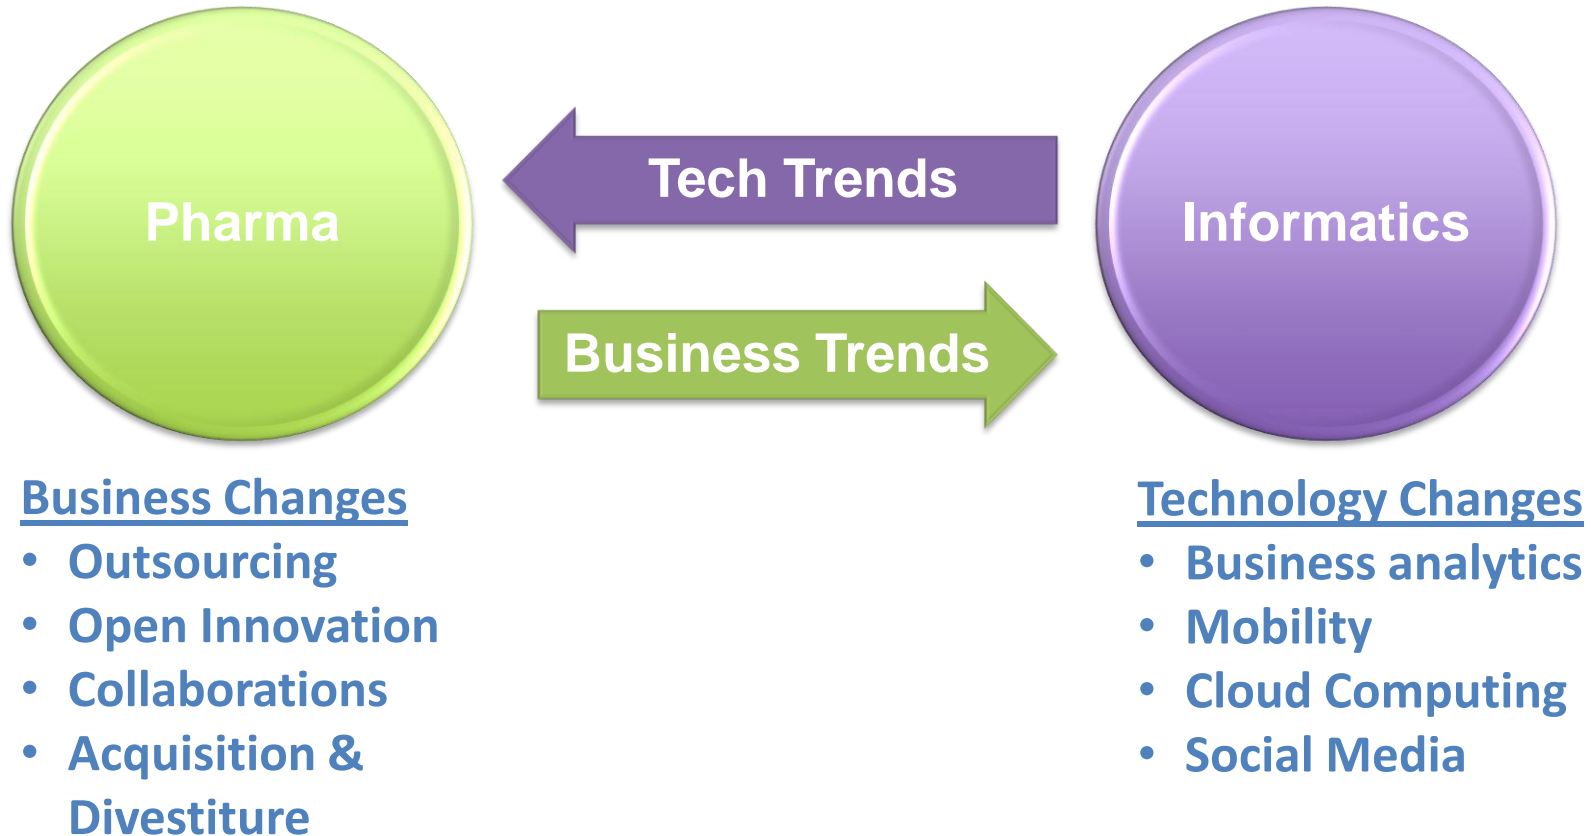 Pharma
Tech Trends
Business Trends
Informatics
Business Changes
• Outsourcing
• Open Innovation
• Collaborations
• Acquisition &
Divestiture
Technology Changes
• Business analytics
• Mobility
• Cloud Computing
• Social Media